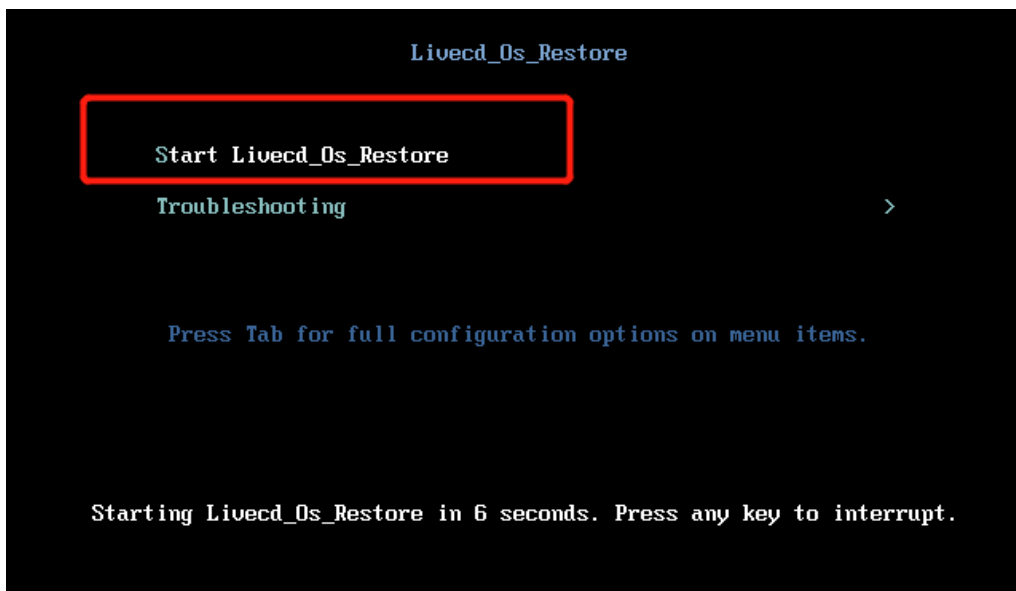 Livecd_Os_Restore
Start Livecd_Os_Restore
Troubleshooting >
Press Tab for full configuration options on menu items.
Starting Livecd_Os_Restore in 6 seconds. Press any key to interrupt.